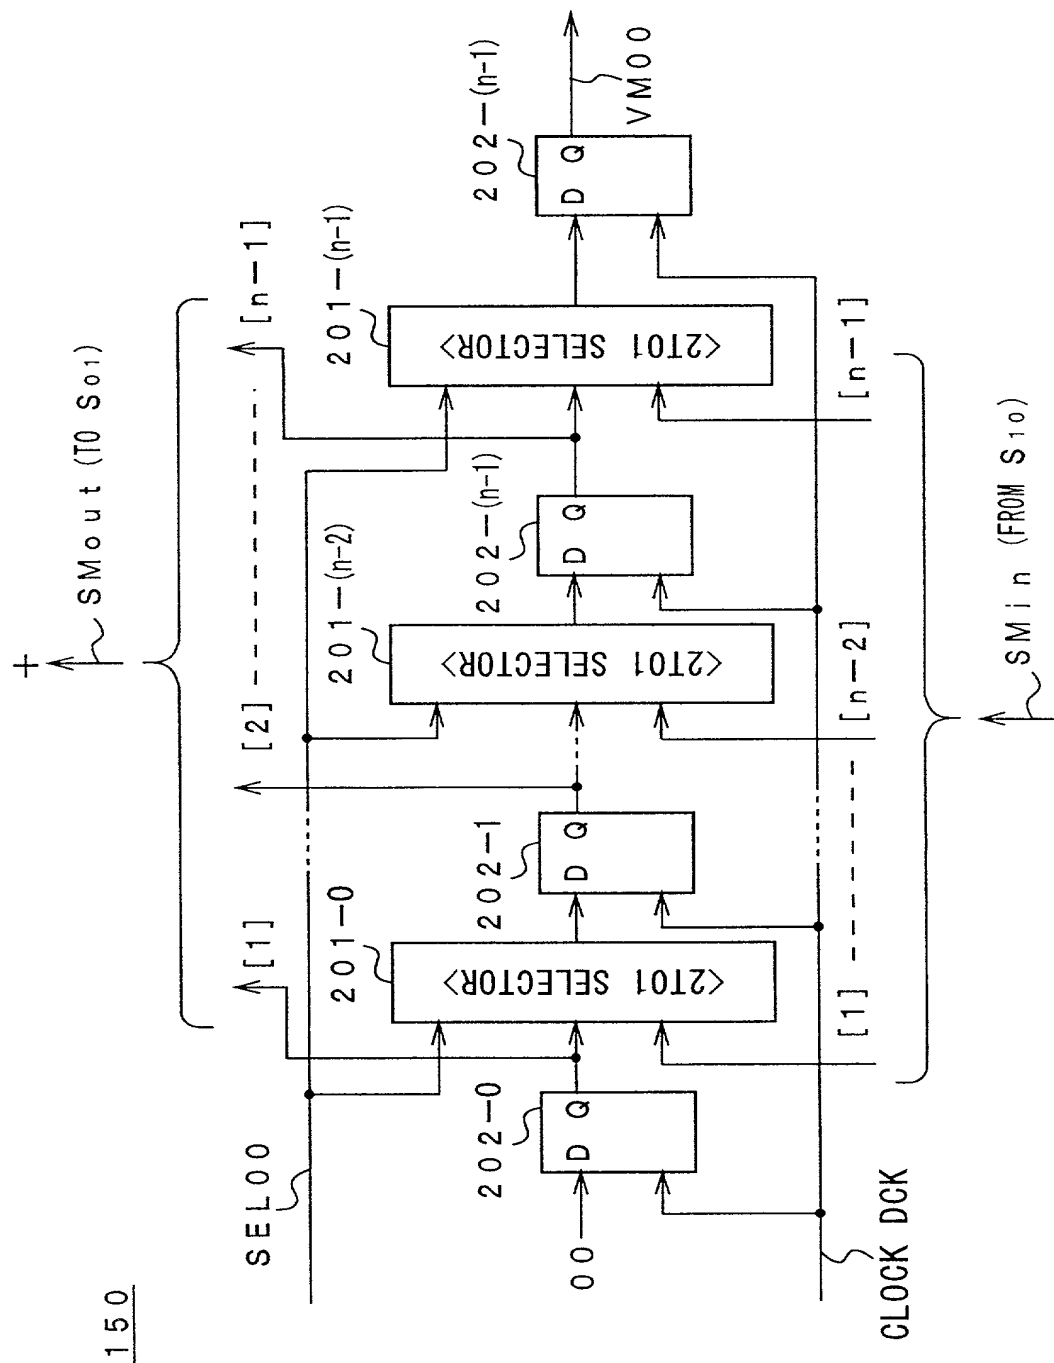 150
+
SMout (TO S01)
[1]
[2]
[n-1]
SEL00
201-0
201-(n-2)
201-(n-1)
202-0
202-1
202-(n-1)
202-(n-1)
00
D Q
<2TO1 SELECTOR>
D Q
<2TO1 SELECTOR>
D Q
<2TO1 SELECTOR>
D Q
VM00
[1]
[n-2]
[n-1]
CLOCK DCK
SMin (FROM S10)